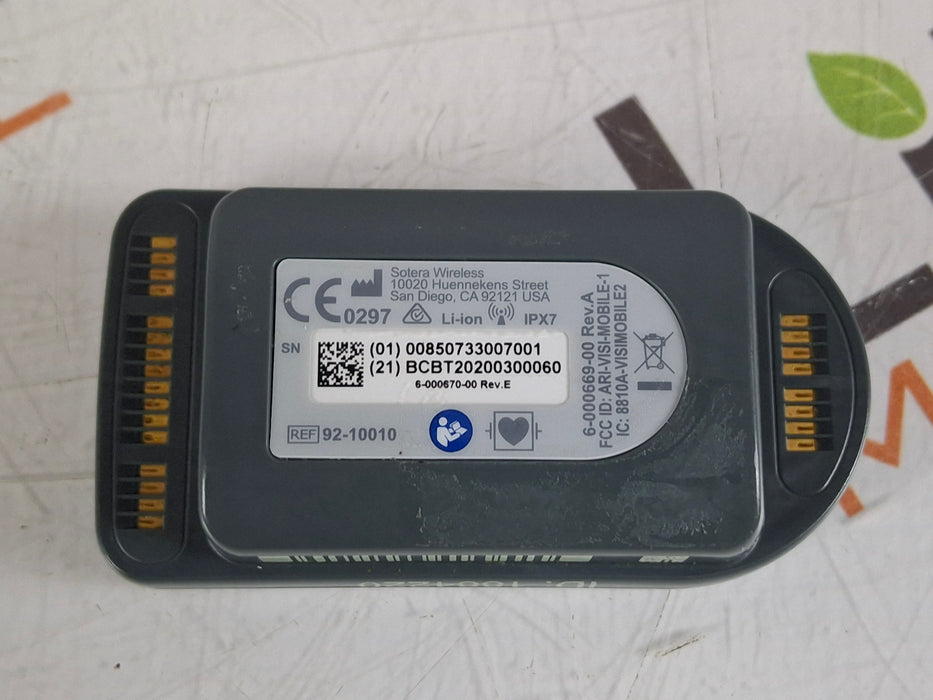 Sotera Wireless
10020 Huennekens Street
San Diego, CA 92121 USA
CE 0297 Li-ion IPX7
SN
(01) 00850733007001
(21) BCBT20200300060
6-000670-00 Rev.E
REF 92-10010
6-000669-00 Rev.A
FCC ID: ARI-VISI-MOBILE-1
IC: 8810A-VISIMOBILE2